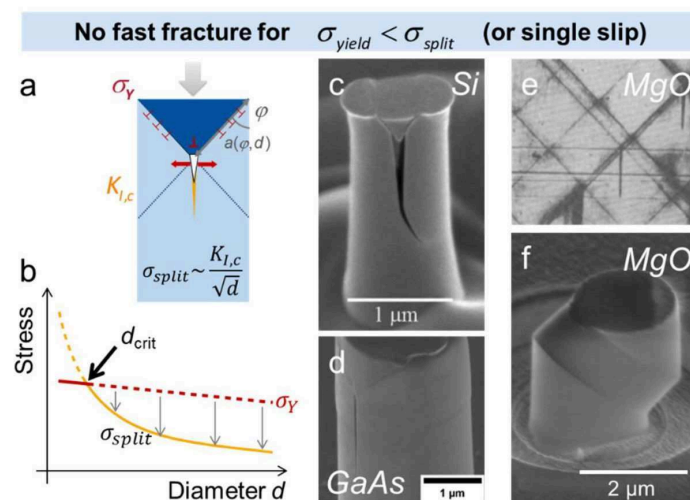 No fast fracture for σyield < σsplit (or single slip)
a
σY
φ
a(φ,d)
KI,c
σsplit~ KI,c / √d
b
Stress
dcrit
σY
σsplit
Diameter d
c
Si
1 μm
d
GaAs
1 μm
e
MgO
f
MgO
2 μm